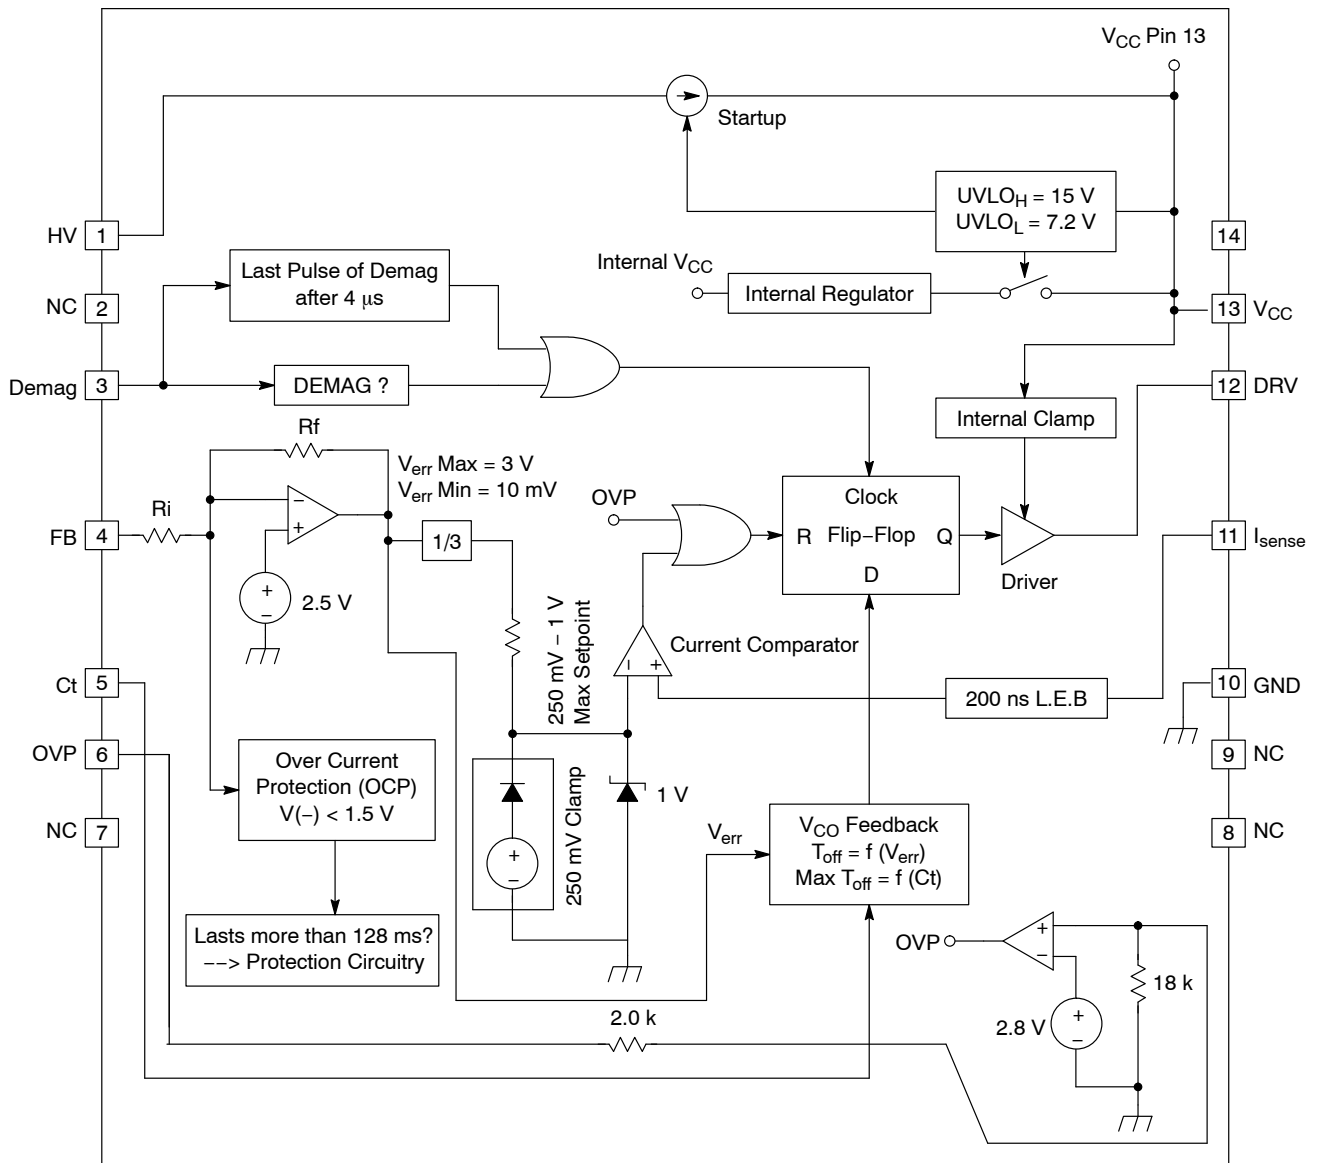 V_CC Pin 13
Startup
UVLO_H = 15 V
UVLO_L = 7.2 V
HV
1
14
Last Pulse of Demag
after 4 μs
Internal V_CC
Internal Regulator
NC
2
13
V_CC
Demag
3
DEMAG ?
12
DRV
Internal Clamp
Rf
V_err Max = 3 V
V_err Min = 10 mV
Clock
Flip−Flop
R
Q
D
OVP
Ri
FB
4
−
+
1/3
11
I_sense
Driver
+
−
2.5 V
250 mV − 1 V
Max Setpoint
Current Comparator
−
+
Ct
5
200 ns L.E.B
10
GND
OVP
6
9
NC
Over Current
Protection (OCP)
V(−) < 1.5 V
250 mV Clamp
+
−
1 V
NC
7
8
NC
V_err
V_CO Feedback
T_off = f (V_err)
Max T_off = f (Ct)
Lasts more than 128 ms?
−−> Protection Circuitry
OVP
+
−
18 k
2.8 V
+
−
2.0 k